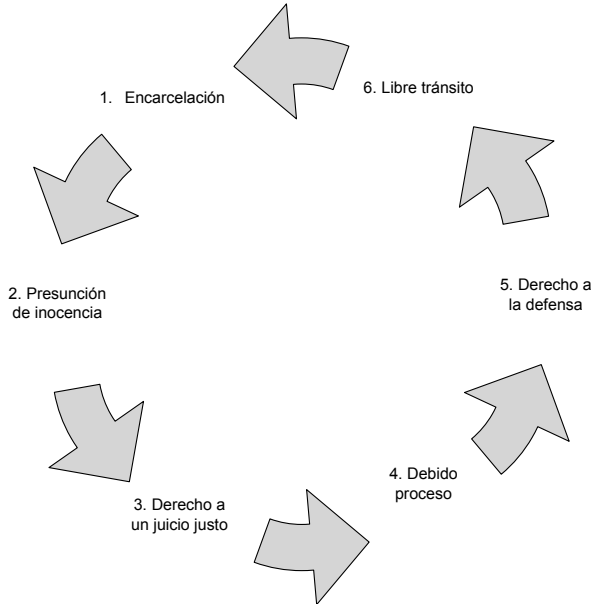 1. Encarcelación
2. Presunción
de inocencia
3. Derecho a
un juicio justo
4. Debido
proceso
5. Derecho a
la defensa
6. Libre tránsito